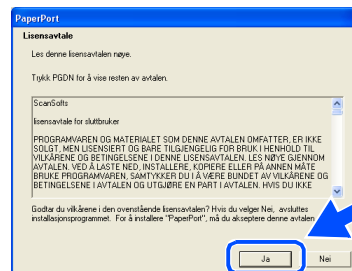 PaperPort
Lisensavtale
Les denne lisensavtalen nøye.
Trykk PGDN for å vise resten av avtalen.
ScanSofts
lisensavtale for sluttbruker
PROGRAMVAREN OG MATERIALET SOM DENNE AVTALEN OMFATTER, ER IKKE
SOLGT, MEN LISENSIERT OG BARE TILGJENGELIG FOR BRUK I HENHOLD TIL
VILKÅRENE OG BETINGELSENE I DENNE LISENSAVTALEN. LES NØYE GJENNOM
AVTALEN. VED Å LASTE NED, INSTALLERE, KOPIERE ELLER PÅ ANNEN MÅTE
BRUKE PROGRAMVAREN, SAMTYKKER DU I Å VÆRE BUNDET AV VILKÅRENE OG
BETINGELSENE I AVTALEN OG UTGJØRE EN PART I AVTALEN. HVIS DU IKKE
Godtar du vilkårene i den ovenstående lisensavtalen? Hvis du velger Nei, avsluttes
installasjonsprogrammet. For å installere "PaperPort", må du akseptere denne avtalen
Ja
Nei